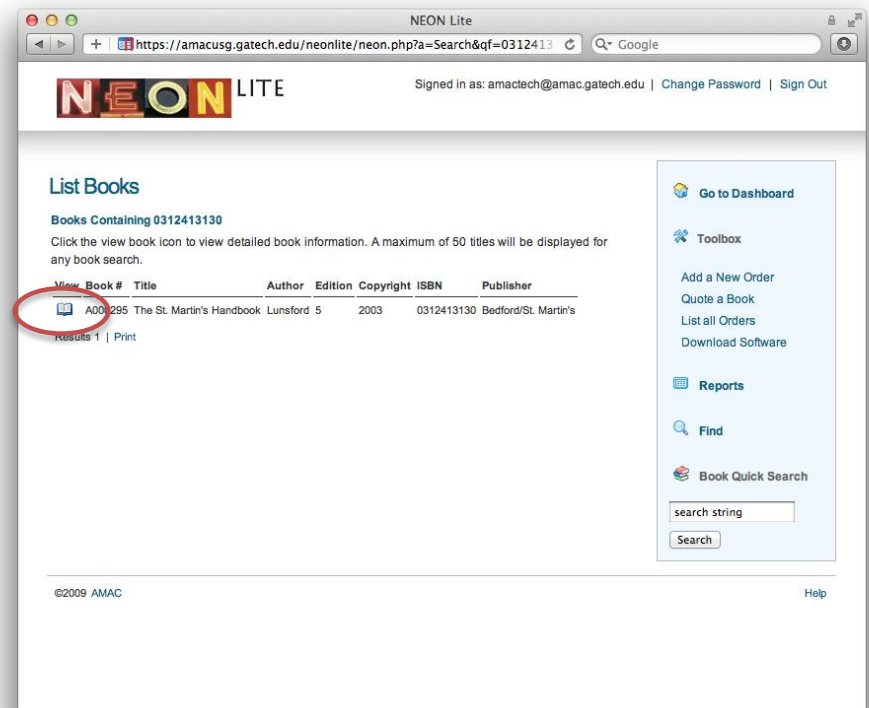 NEON Lite
https://amacusg.gatech.edu/neonlite/neon.php?a=Search&qf=0312413
Google
NEON LITE
Signed in as: amactech@amac.gatech.edu | Change Password | Sign Out
List Books
Books Containing 0312413130
Click the view book icon to view detailed book information. A maximum of 50 titles will be displayed for
any book search.
View Book # Title Author Edition Copyright ISBN Publisher
The St. Martin's Handbook Lunsford 5 2003 0312413130 Bedford/St. Martin's
Results 1 | Print
Go to Dashboard
Toolbox
Add a New Order
Quote a Book
List all Orders
Download Software
Reports
Find
Book Quick Search
search string
Search
©2009 AMAC
Help